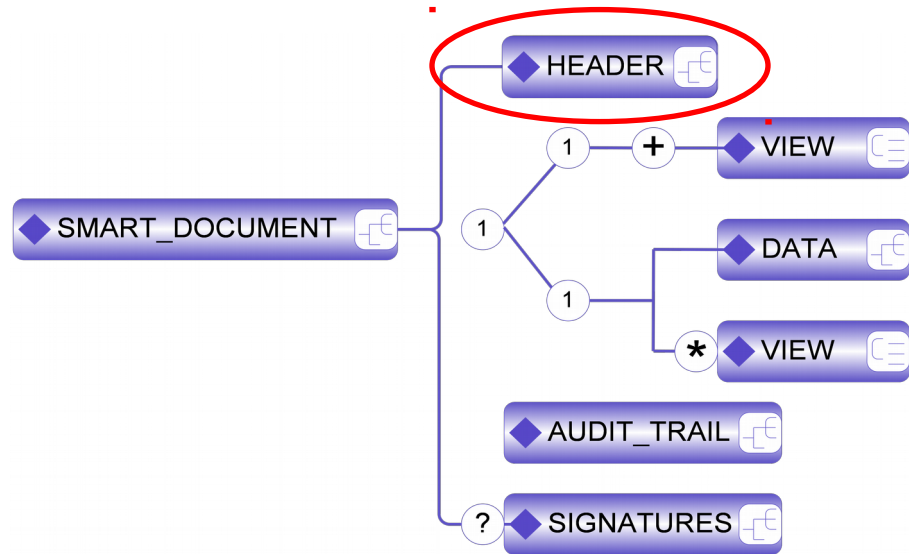 HEADER
1
+
VIEW
SMART_DOCUMENT
1
DATA
1
*
VIEW
AUDIT_TRAIL
?
SIGNATURES